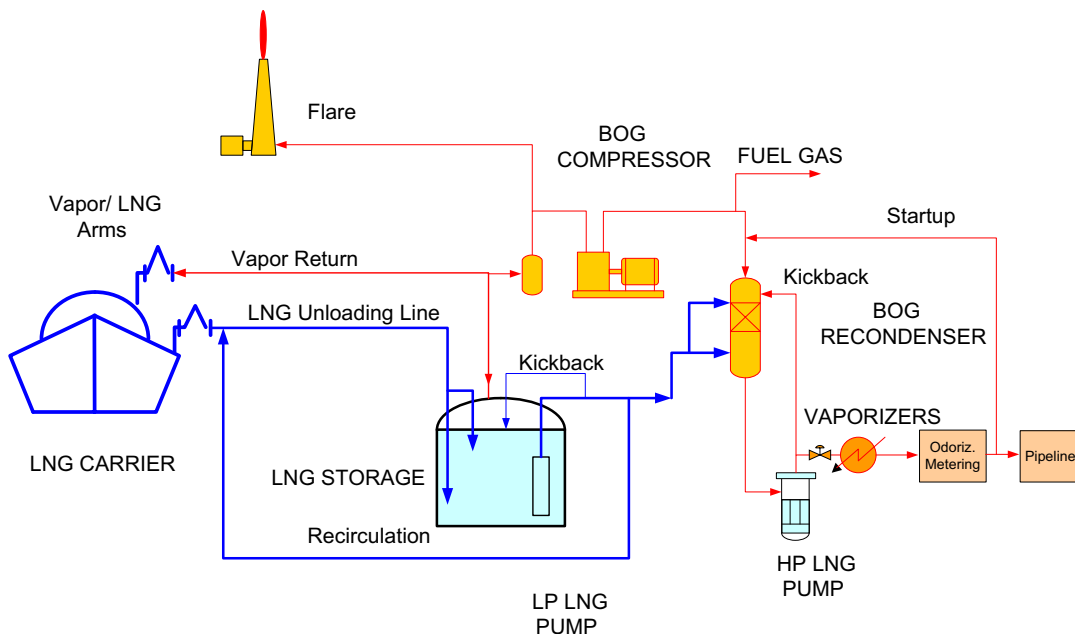 Flare
BOG
COMPRESSOR
FUEL GAS
Vapor/ LNG
Arms
Startup
Vapor Return
Kickback
LNG Unloading Line
BOG
RECONDENSER
Kickback
VAPORIZERS
LNG CARRIER
LNG STORAGE
Odoriz.
Metering
Pipeline
Recirculation
HP LNG
PUMP
LP LNG
PUMP